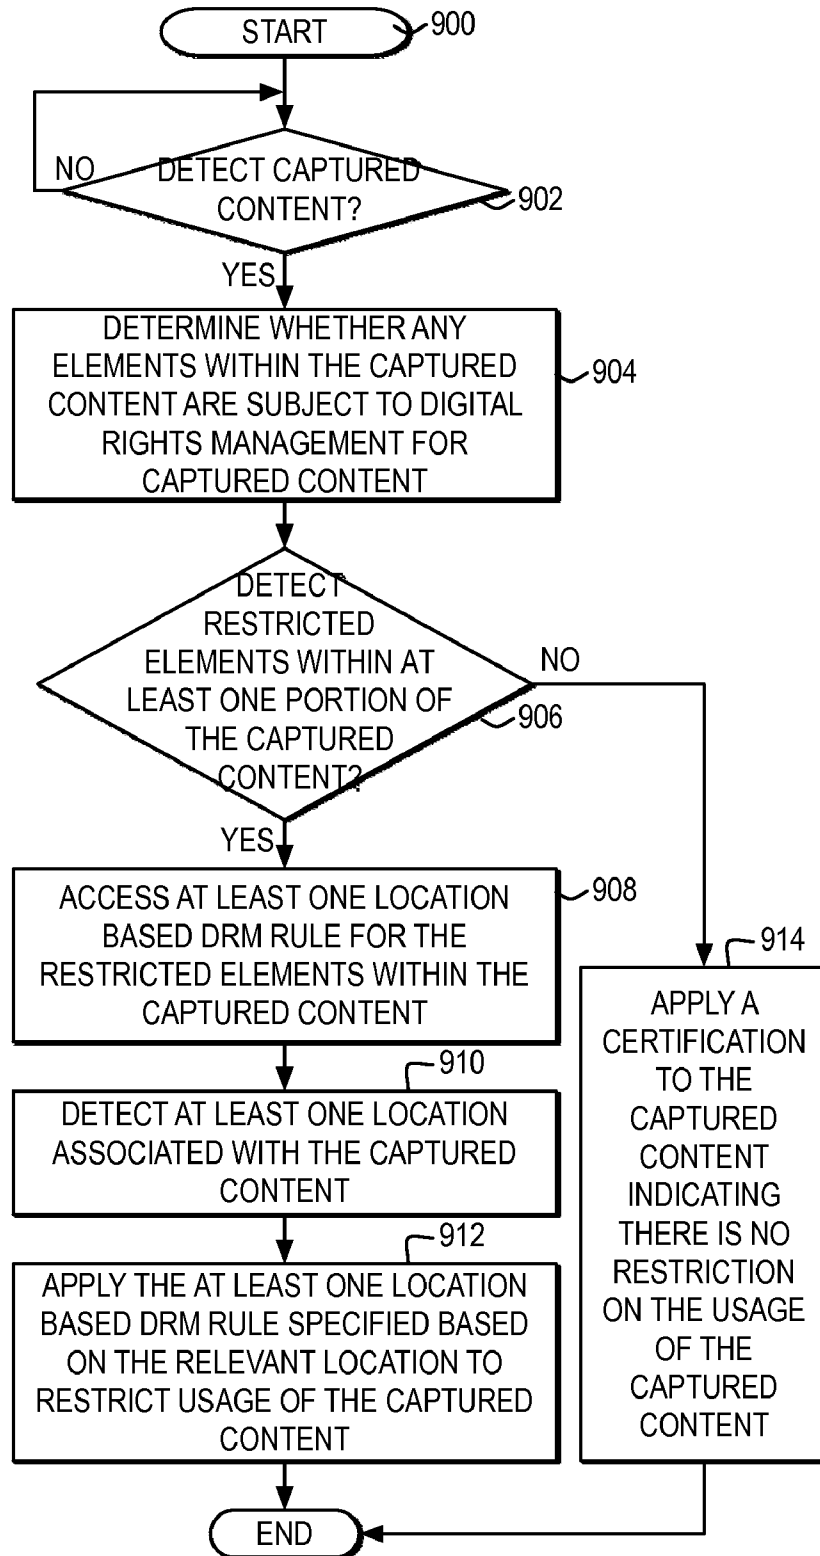 START
900
NO
DETECT CAPTURED
CONTENT?
902
YES
DETERMINE WHETHER ANY
ELEMENTS WITHIN THE CAPTURED
CONTENT ARE SUBJECT TO DIGITAL
RIGHTS MANAGEMENT FOR
CAPTURED CONTENT
904
DETECT
RESTRICTED
ELEMENTS WITHIN AT
LEAST ONE PORTION OF
THE CAPTURED
CONTENT?
NO
906
YES
ACCESS AT LEAST ONE LOCATION
BASED DRM RULE FOR THE
RESTRICTED ELEMENTS WITHIN THE
CAPTURED CONTENT
908
910
DETECT AT LEAST ONE LOCATION
ASSOCIATED WITH THE CAPTURED
CONTENT
912
APPLY THE AT LEAST ONE LOCATION
BASED DRM RULE SPECIFIED BASED
ON THE RELEVANT LOCATION TO
RESTRICT USAGE OF THE CAPTURED
CONTENT
914
APPLY A
CERTIFICATION
TO THE
CAPTURED
CONTENT
INDICATING
THERE IS NO
RESTRICTION
ON THE USAGE
OF THE
CAPTURED
CONTENT
END